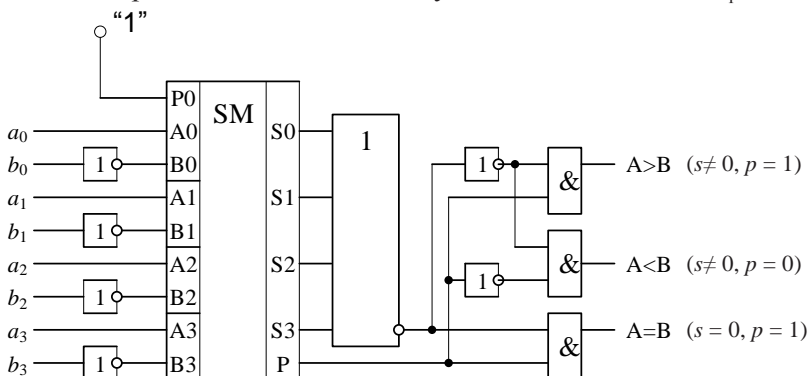 "1"
P0
SM
a0 A0 S0 1
b0 1 B0 1 & A>B (s≠ 0, p = 1)
a1 A1 S1
b1 1 B1
a2 A2 S2 & A<B (s≠ 0, p = 0)
b2 1 B2 1
a3 A3 S3 A=B (s = 0, p = 1)
b3 1 B3 P &